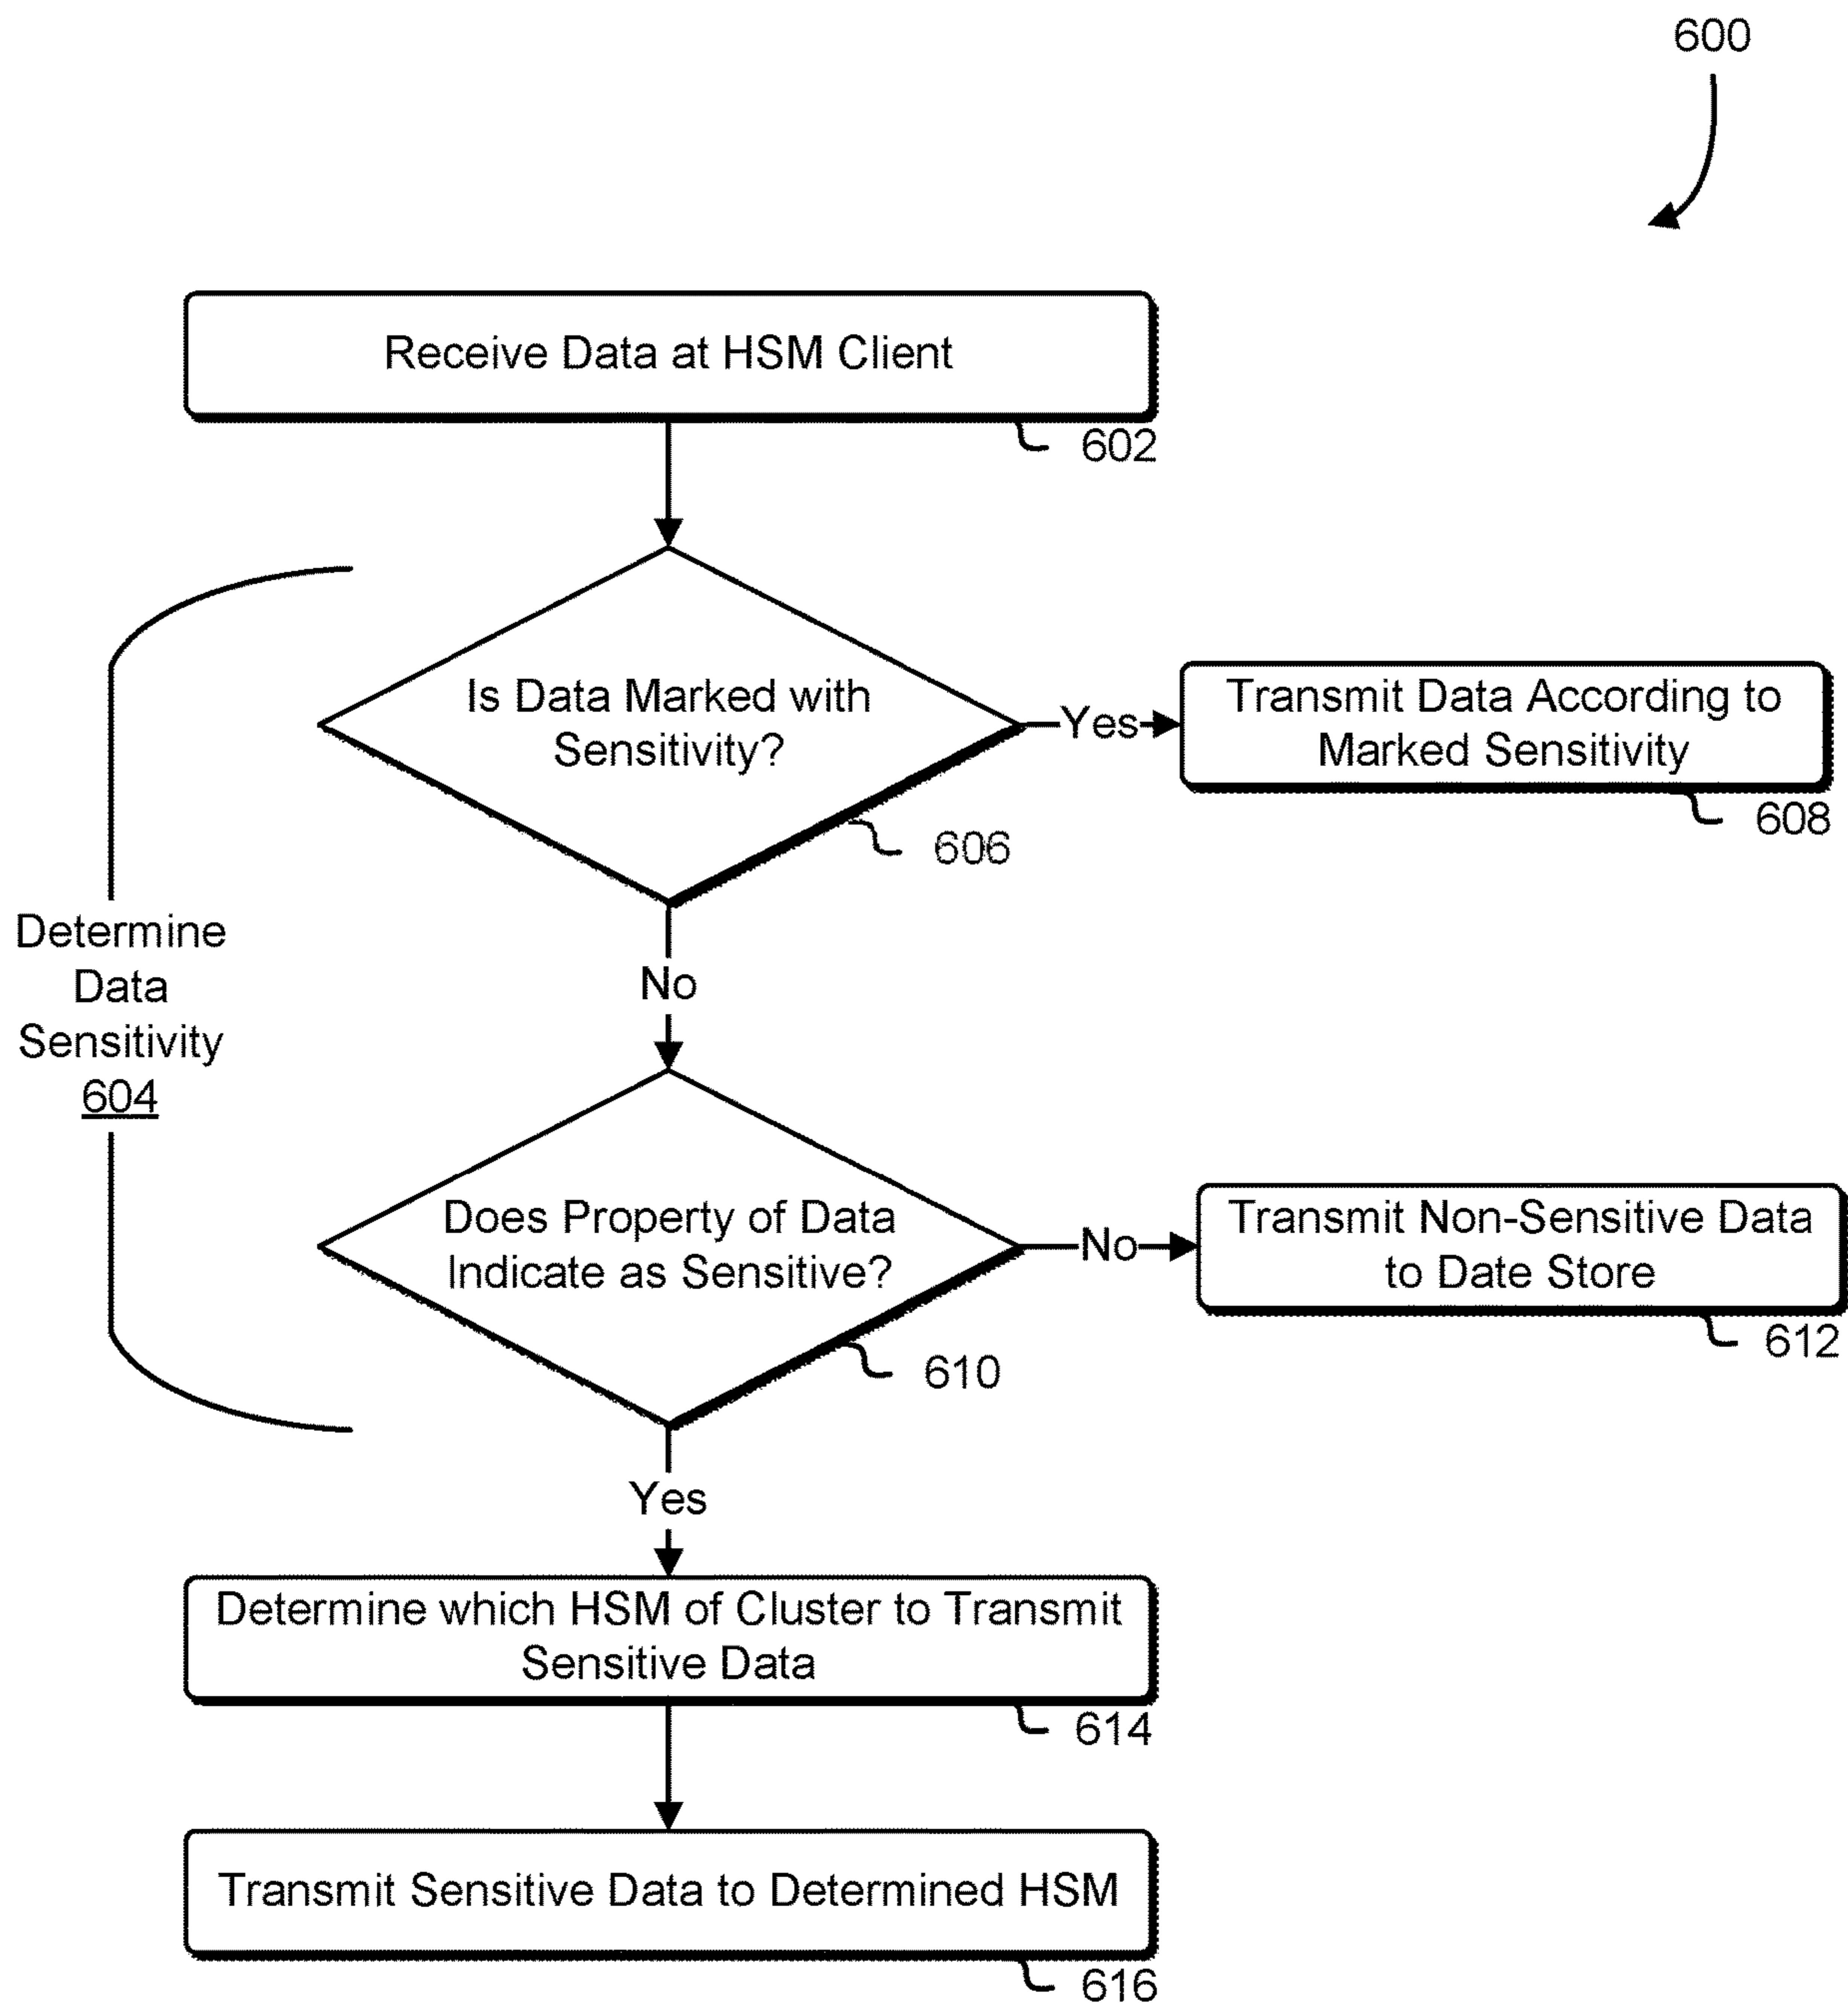 600
Receive Data at HSM Client
602
Is Data Marked with
Sensitivity?
606
Yes
Transmit Data According to
Marked Sensitivity
608
Determine
Data
Sensitivity
604
No
Does Property of Data
Indicate as Sensitive?
610
No
Transmit Non-Sensitive Data
to Date Store
612
Yes
Determine which HSM of Cluster to Transmit
Sensitive Data
614
Transmit Sensitive Data to Determined HSM
616